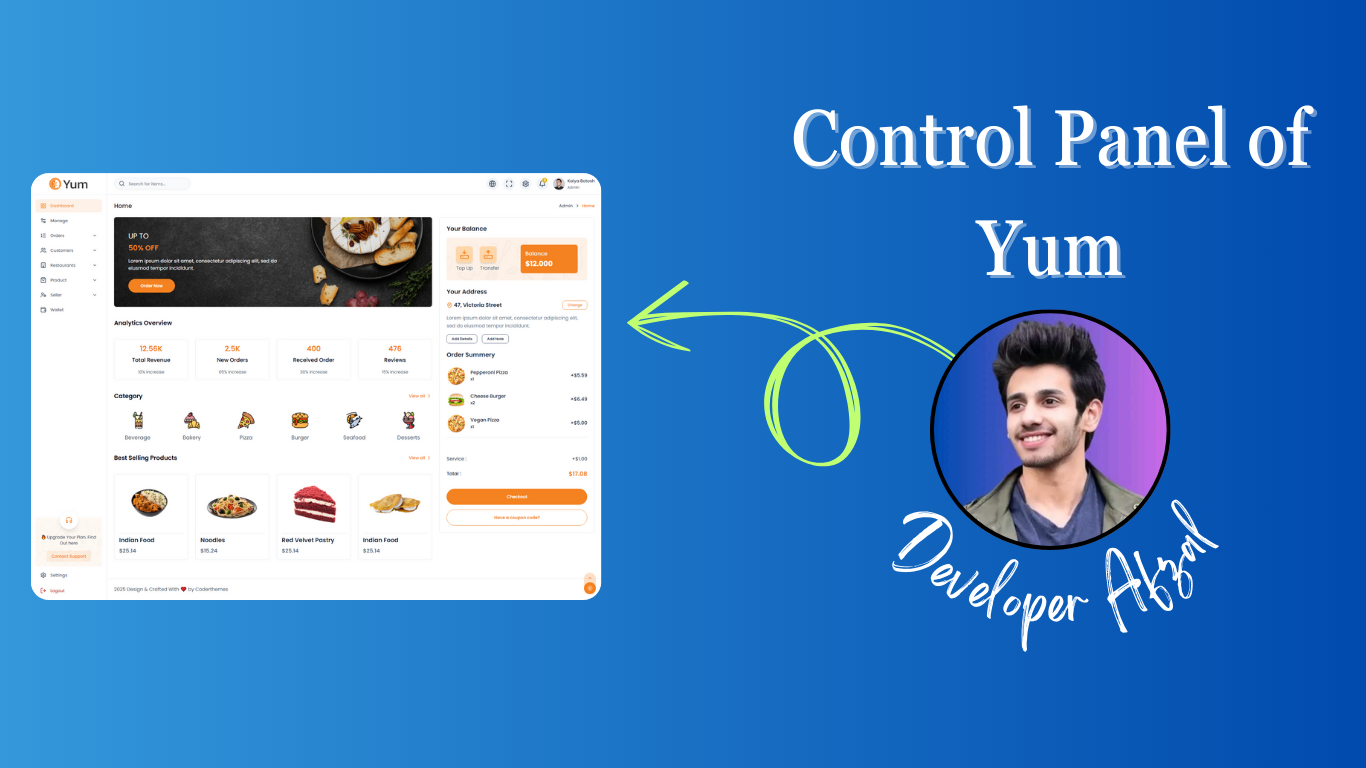 Control Panel of
Yum
Developer Afzal
Yum
Search for items...
Kaiya Botosh
Admin
Dashboard
Manage
Orders
Customers
Restaurants
Product
Seller
Wallet
Upgrade Your Plan. Find
Out here
Contact Support
Settings
Logout
Home
Admin > Home
UP TO
50% OFF
Lorem ipsum dolor sit amet, consectetur adipiscing elit, sed do
eiusmod tempor incididunt.
Order Now
Analytics Overview
12.56K
Total Revenue
10% Increase
2.5K
New Orders
400
Received Order
30% Increase
476
Reviews
15% Increase
Category
View all >
Beverage
Bakery
Pizza
Burger
Seafood
Desserts
Best Selling Products
View all >
Indian Food
$25.14
Noodles
$15.24
Red Velvet Pastry
$25.14
Indian Food
$25.14
Your Balance
Top Up
Transfer
Balance
$12.000
Your Address
47, Victoria Street
Change
Lorem ipsum dolor sit amet, consectetur adipiscing elit,
sed do eiusmod tempor incididunt.
Add Details
Add Note
Order Summery
Pepperoni Pizza
x1
+$5.59
Cheese Burger
x2
+$6.49
Vegan Pizza
x1
+$5.00
Service :
+$1.00
Total :
$17.08
Checkout
Have a coupon code?
2025 Design & Crafted With ❤ by Coderthemes